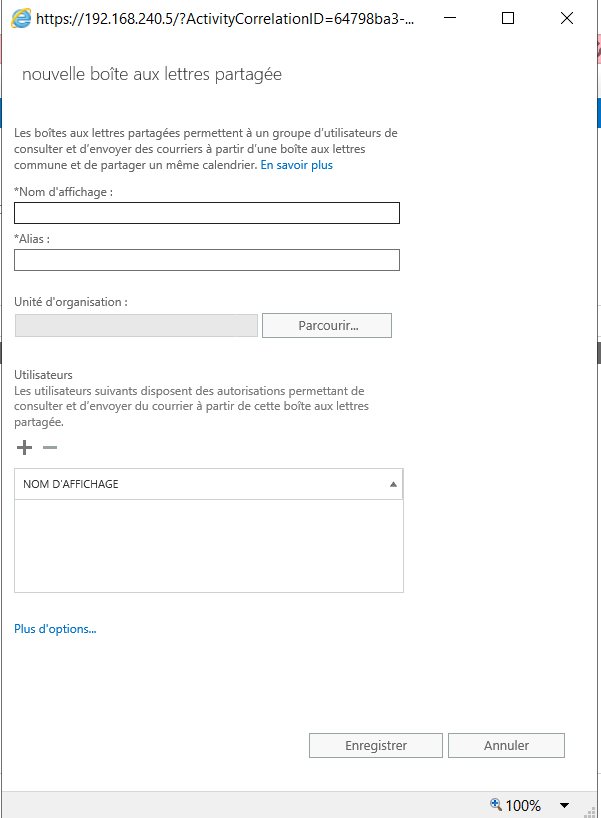 https://192.168.240.5/?ActivityCorrelationID=64798ba3-...
nouvelle boîte aux lettres partagée
Les boîtes aux lettres partagées permettent à un groupe d'utilisateurs de
consulter et d'envoyer des courriers à partir d'une boîte aux lettres
commune et de partager un même calendrier. En savoir plus
*Nom d'affichage :
*Alias :
Unité d'organisation :
Parcourir...
Utilisateurs
Les utilisateurs suivants disposent des autorisations permettant de
consulter et d'envoyer du courrier à partir de cette boîte aux lettres
partagée.
NOM D'AFFICHAGE
Plus d'options...
Enregistrer
Annuler
100%